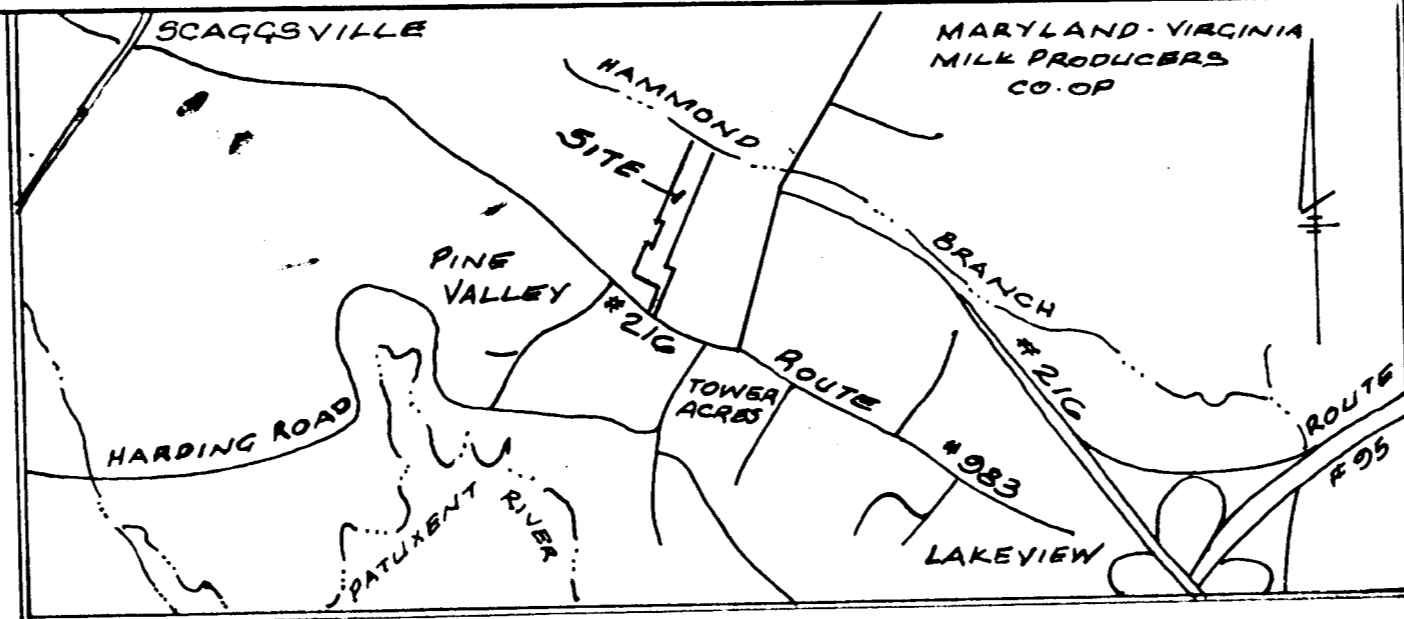 SCAGGSVILLE
MARYLAND-VIRGINIA
MILK PRODUCERS
CO-OP
HAMMOND
SITE
BRANCH
PINE
VALLEY
#216
ROUTE
#216
TOWER
ACRES
ROUTE
#95
HARDING ROAD
#983
PATUXENT
RIVER
LAKEVIEW